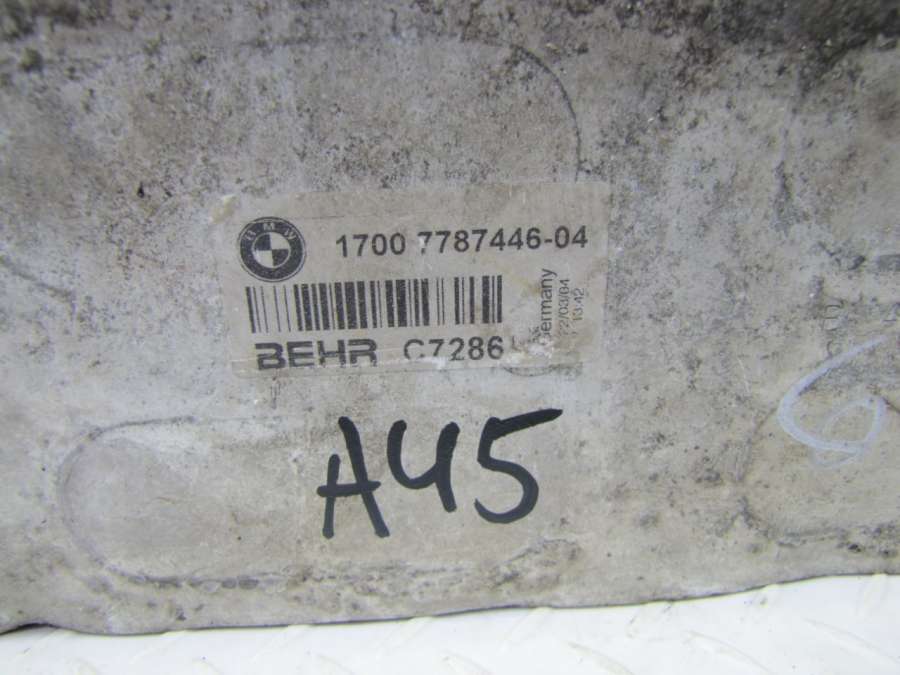 BMW
1700 7787446-04
Germany
22/03/04
13:42
BEHR C7286
A45